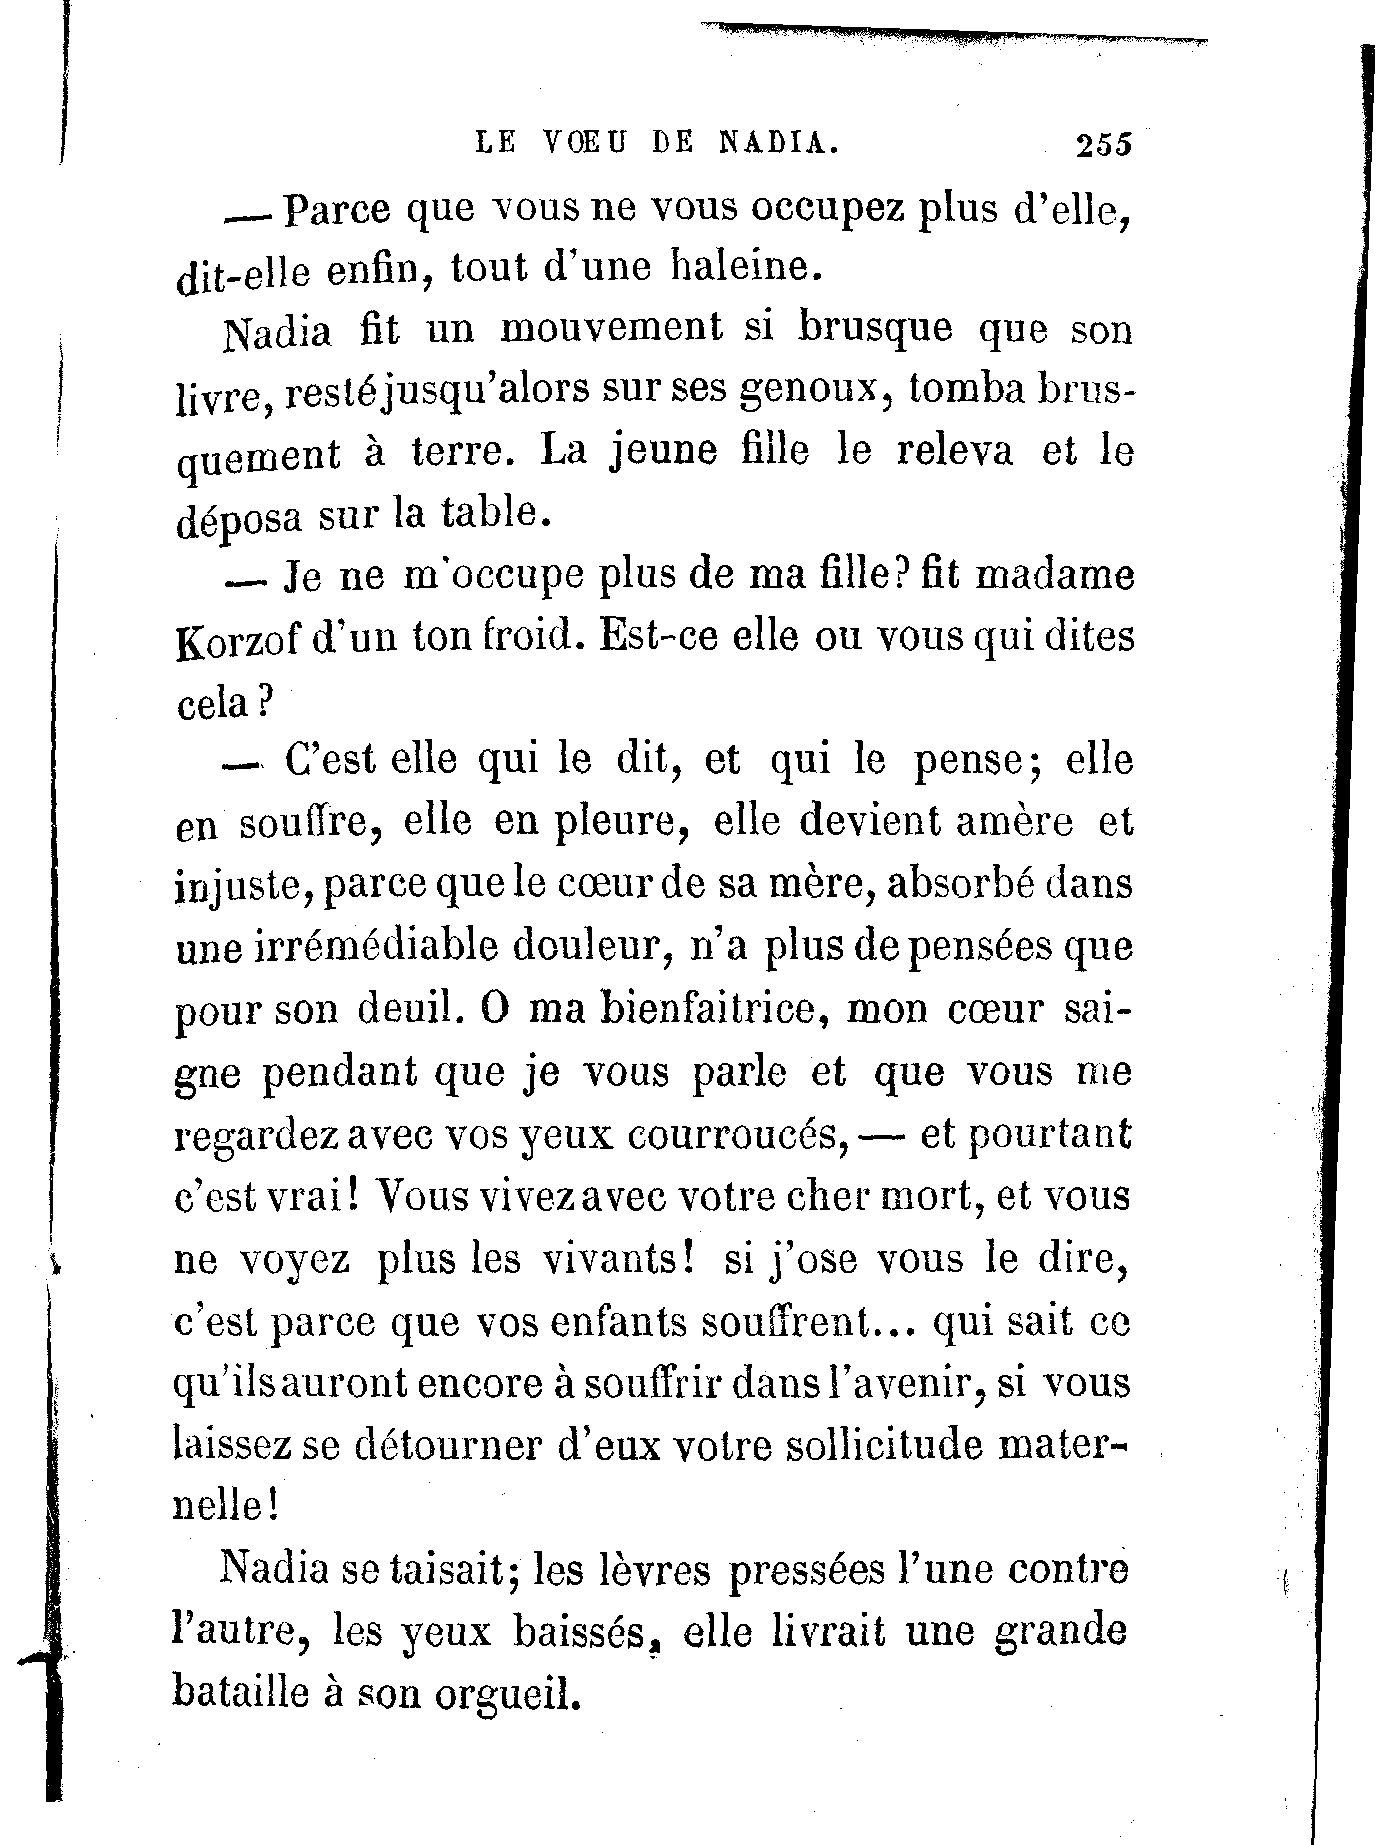 LE VŒU DE NADIA. 255
— Parce que vous ne vous occupez plus d'elle,
dit-elle enfin, tout d'une haleine.
Nadia fit un mouvement si brusque que son
livre, resté jusqu'alors sur ses genoux, tomba brus-
quement à terre. La jeune fille le releva et le
déposa sur la table.
— Je ne m'occupe plus de ma fille? fit madame
Korzof d'un ton froid. Est-ce elle ou vous qui dites
cela?
— C'est elle qui le dit, et qui le pense; elle
en souffre, elle en pleure, elle devient amère et
injuste, parce que le cœur de sa mère, absorbé dans
une irrémédiable douleur, n'a plus de pensées que
pour son deuil. O ma bienfaitrice, mon cœur sai-
gne pendant que je vous parle et que vous me
regardez avec vos yeux courroucés, — et pourtant
c'est vrai! Vous vivez avec votre cher mort, et vous
ne voyez plus les vivants! si j'ose vous le dire,
c'est parce que vos enfants souffrent... qui sait ce
qu'ils auront encore à souffrir dans l'avenir, si vous
laissez se détourner d'eux votre sollicitude mater-
nelle!
Nadia se taisait; les lèvres pressées l'une contre
l'autre, les yeux baissés, elle livrait une grande
bataille à son orgueil.